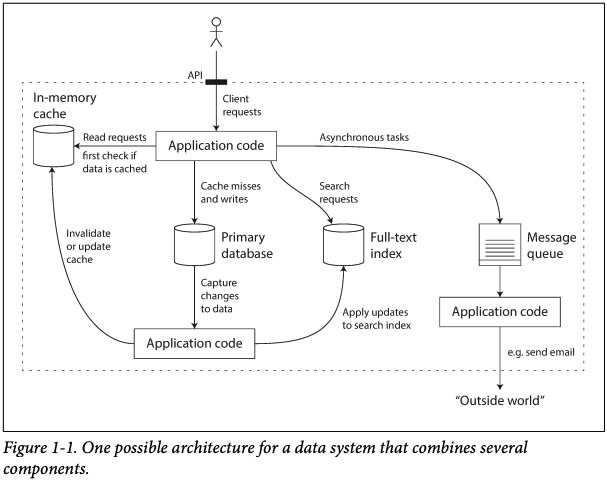 API
Client
requests
In-memory
cache
Read requests
first check if
data is cached
Application code
Asynchronous tasks
Cache misses
and writes
Search
requests
Invalidate
or update
cache
Primary
database
Full-text
index
Message
queue
Capture
changes
to data
Apply updates
to search index
Application code
Application code
e.g. send email
“Outside world”
Figure 1-1. One possible architecture for a data system that combines several
components.